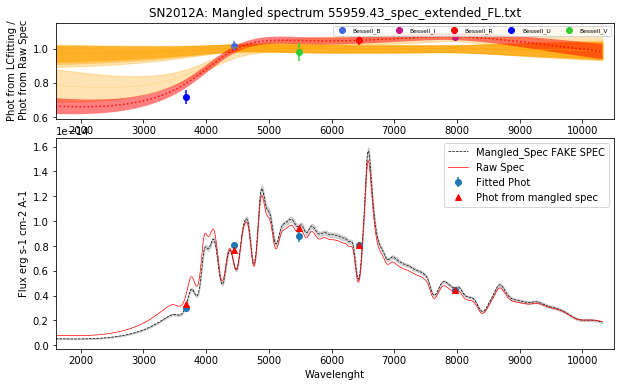 SN2012A: Mangled spectrum 55959.43_spec_extended_FL.txt
Phot from LCfitting /
Phot from Raw Spec
1.0
0.8
0.6
Bessell_B
Bessell_I
Bessell_R
Bessell_U
Bessell_V
2000 3000 4000 5000 6000 7000 8000 9000 10000
1e-14
Flux erg s-1 cm-2 A-1
1.6
1.4
1.2
1.0
0.8
0.6
0.4
0.2
0.0
Mangled_Spec FAKE SPEC
Raw Spec
Fitted Phot
Phot from mangled spec
2000 3000 4000 5000 6000 7000 8000 9000 10000
Wavelenght